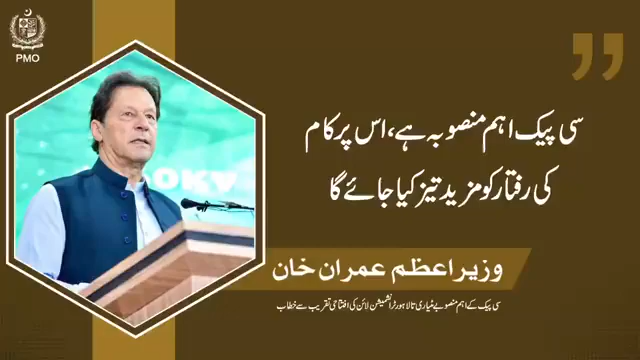 PMO
”
سی پیک اہم منصوبہ ہے، اس پر کام
کی رفتار کو مزید تیز کیا جائے گا
وزیراعظم عمران خان
سی پیک کے اہم منصوبے مٹیاری تا لاہور ٹرانسمیشن لائن کی افتتاحی تقریب سے خطاب